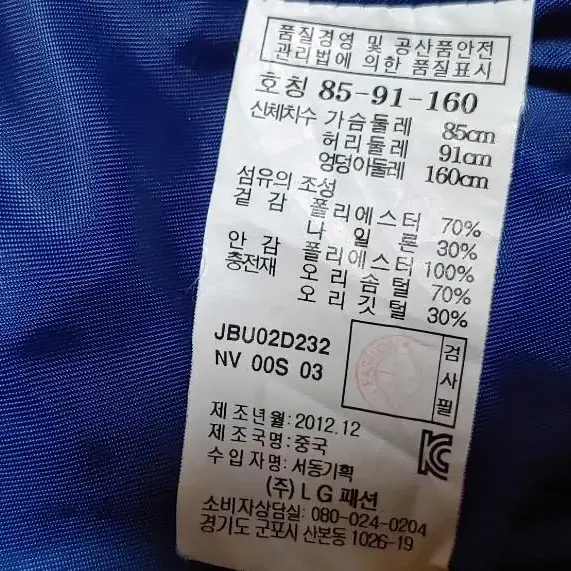 품질경영 및 공산품안전
관리법에 의한 품질표시
호칭 85-91-160
신체치수 가슴둘레 85cm
허리둘레 91cm
엉덩이둘레 160cm
섬유의 조성
겉감 폴리에스터 70%
나일론 30%
안감 폴리에스터 100%
충전재 오리솜털 70%
오리깃털 30%
JBU02D232
NV 00S 03
검사필
제조년월:2012.12
제조국명:중국
수입자명:서동기획
(주)LG패션
소비자상담실: 080-024-0204
경기도 군포시 산본동 1026-19